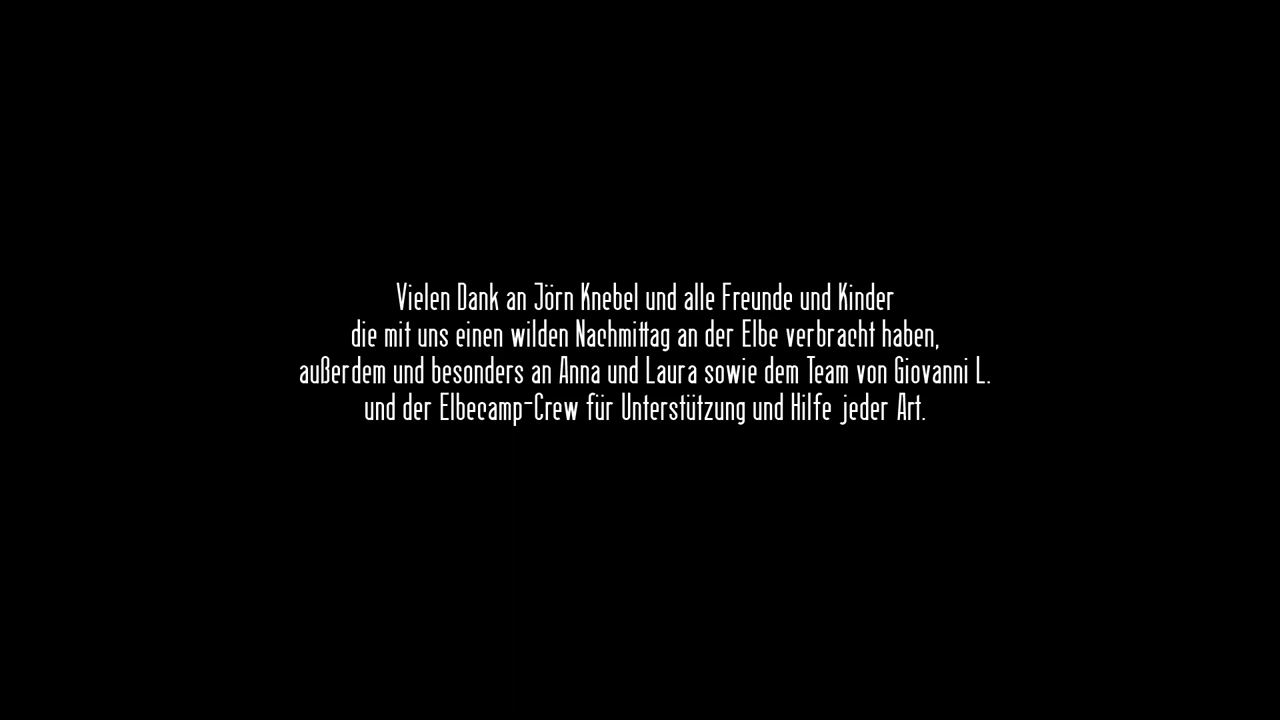 Vielen Dank an Jörn Knebel und alle Freunde und Kinder
die mit uns einen wilden Nachmittag an der Elbe verbracht haben,
außerdem und besonders an Anna und Laura sowie dem Team von Giovanni L.
und der Elbecamp-Crew für Unterstützung und Hilfe jeder Art.